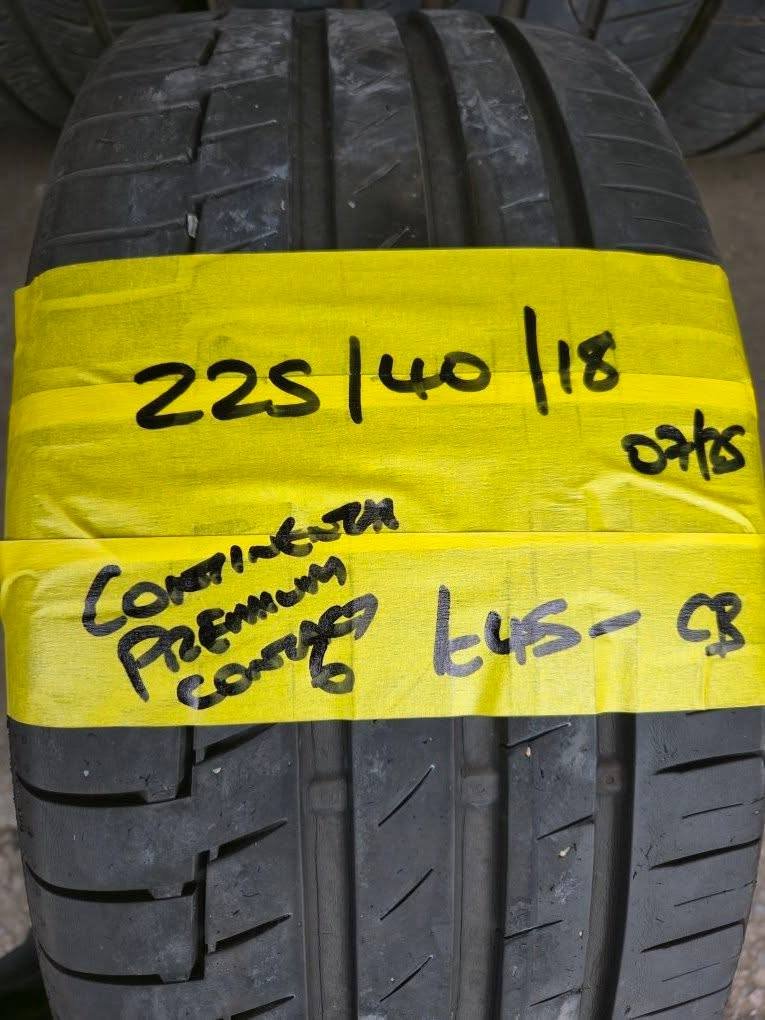 225/40/18
07/25
CONTINENTAL
PREMIUM
CONTACT
6
£45- CB